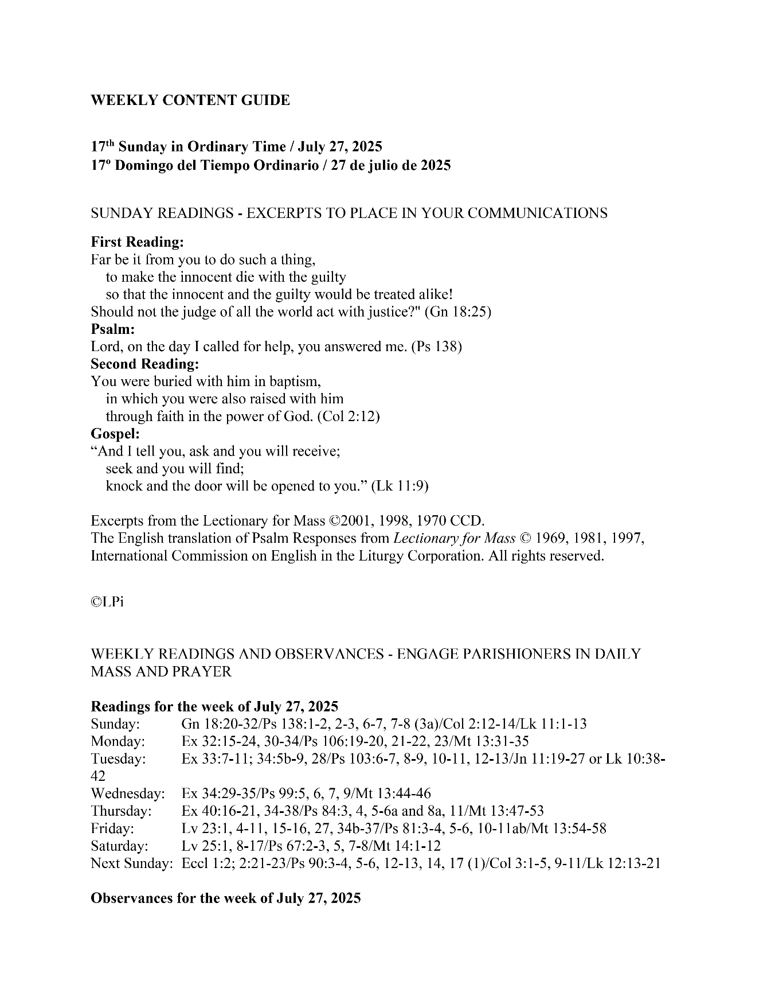 WEEKLY CONTENT GUIDE
17th Sunday in Ordinary Time / July 27, 2025
17º Domingo del Tiempo Ordinario / 27 de julio de 2025
SUNDAY READINGS - EXCERPTS TO PLACE IN YOUR COMMUNICATIONS
First Reading:
Far be it from you to do such a thing,
to make the innocent die with the guilty
so that the innocent and the guilty would be treated alike!
Should not the judge of all the world act with justice?" (Gn 18:25)
Psalm:
Lord, on the day I called for help, you answered me. (Ps 138)
Second Reading:
You were buried with him in baptism,
in which you were also raised with him
through faith in the power of God. (Col 2:12)
Gospel:
“And I tell you, ask and you will receive;
seek and you will find;
knock and the door will be opened to you.” (Lk 11:9)
Excerpts from the Lectionary for Mass ©2001, 1998, 1970 CCD.
The English translation of Psalm Responses from Lectionary for Mass © 1969, 1981, 1997,
International Commission on English in the Liturgy Corporation. All rights reserved.
©LPi
WEEKLY READINGS AND OBSERVANCES - ENGAGE PARISHIONERS IN DAILY
MASS AND PRAYER
Readings for the week of July 27, 2025
Sunday: Gn 18:20-32/Ps 138:1-2, 2-3, 6-7, 7-8 (3a)/Col 2:12-14/Lk 11:1-13
Monday: Ex 32:15-24, 30-34/Ps 106:19-20, 21-22, 23/Mt 13:31-35
Tuesday: Ex 33:7-11; 34:5b-9, 28/Ps 103:6-7, 8-9, 10-11, 12-13/Jn 11:19-27 or Lk 10:38-
42
Wednesday: Ex 34:29-35/Ps 99:5, 6, 7, 9/Mt 13:44-46
Thursday: Ex 40:16-21, 34-38/Ps 84:3, 4, 5-6a and 8a, 11/Mt 13:47-53
Friday: Lv 23:1, 4-11, 15-16, 27, 34b-37/Ps 81:3-4, 5-6, 10-11ab/Mt 13:54-58
Saturday: Lv 25:1, 8-17/Ps 67:2-3, 5, 7-8/Mt 14:1-12
Next Sunday: Eccl 1:2; 2:21-23/Ps 90:3-4, 5-6, 12-13, 14, 17 (1)/Col 3:1-5, 9-11/Lk 12:13-21
Observances for the week of July 27, 2025